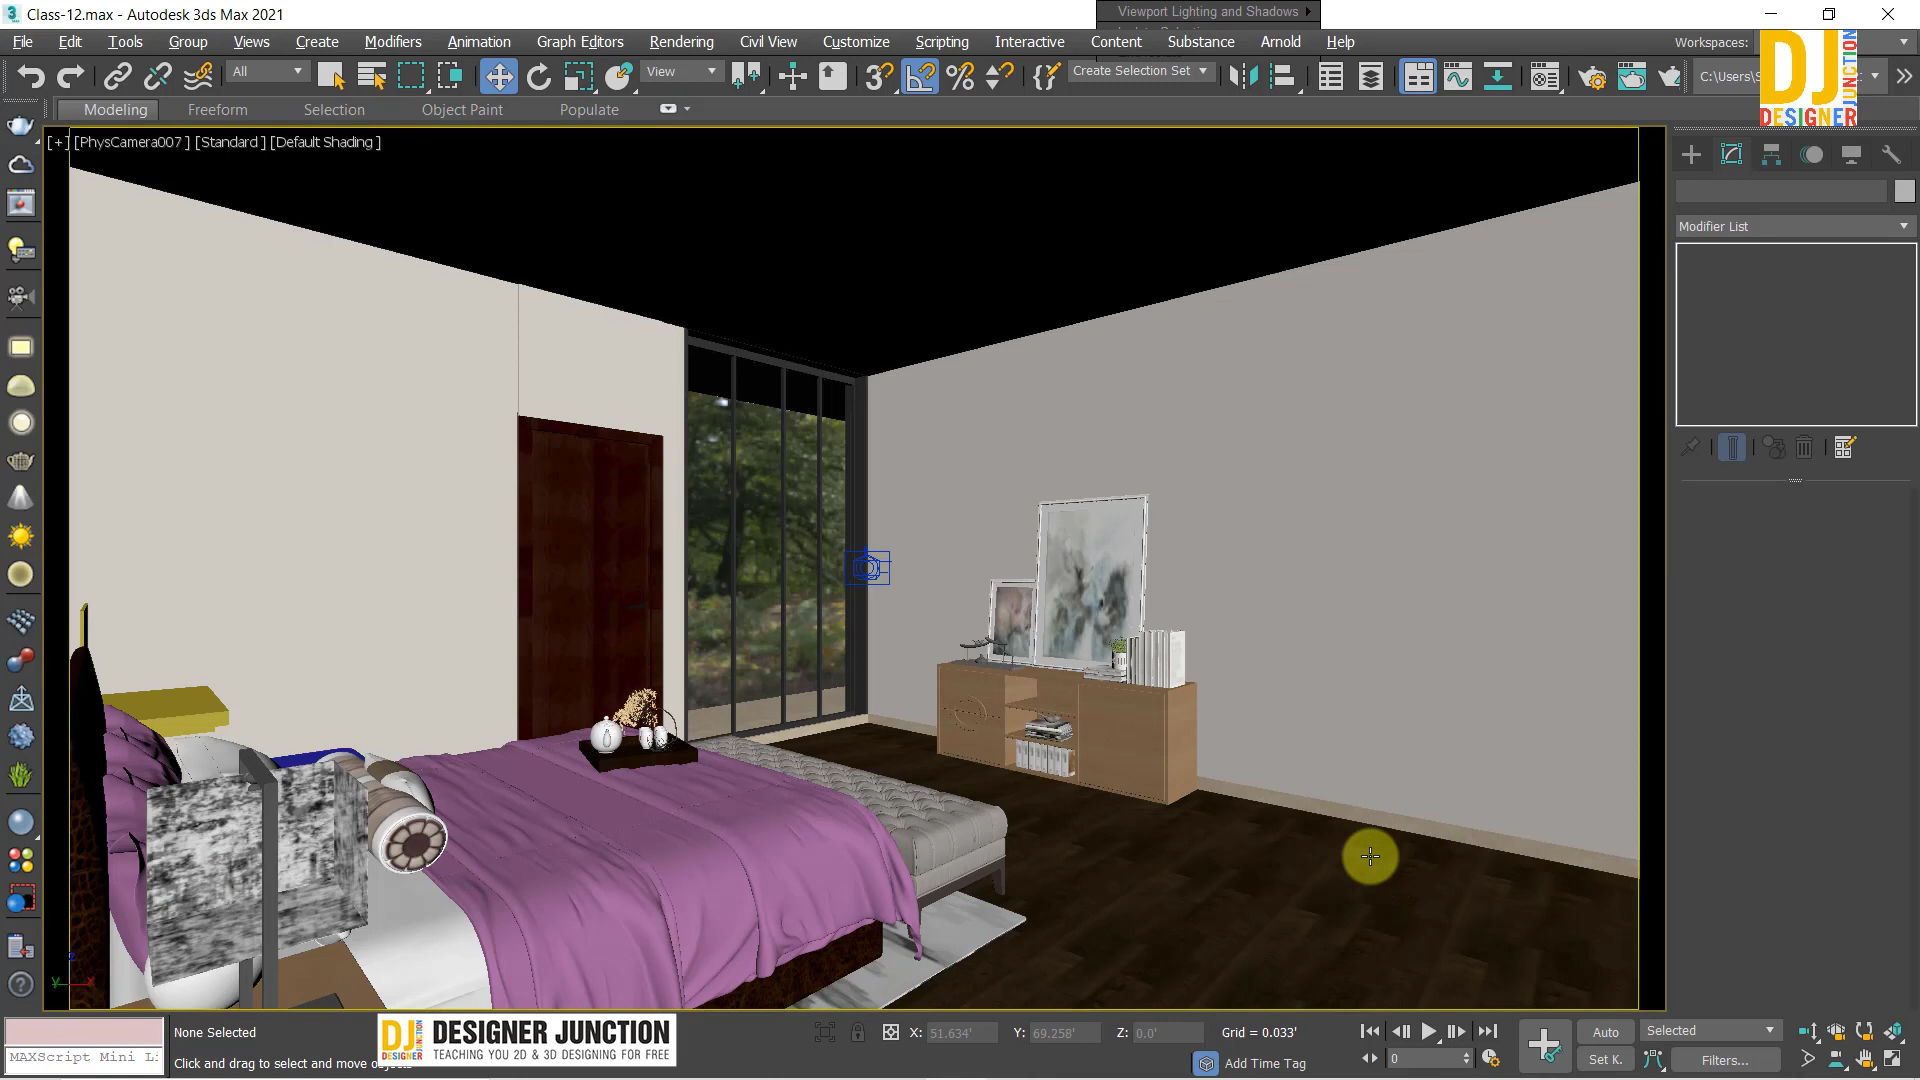 Class-12.max - Autodesk 3ds Max 2021
Viewport Lighting and Shadows
File Edit Tools Group Views Create Modifiers Animation Graph Editors Rendering Civil View Customize Scripting Interactive Content Substance Arnold Help
Workspaces:
All
View
Create Selection Set
C:\Users\S
DJ
DESIGNER
JUNCTION
Modeling Freeform Selection Object Paint Populate
[+] [PhysCamera007 ] [Standard ] [Default Shading ]
Modifier List
None Selected
MAXScript Mini Li
Click and drag to select and move
DJ
DESIGNER
JUNCTION
DESIGNER JUNCTION
TEACHING YOU 2D & 3D DESIGNING FOR FREE
X: 51.634' Y: 69.258' Z: 0.0' Grid = 0.033'
Add Time Tag
0
Auto Selected
Set K. Filters...